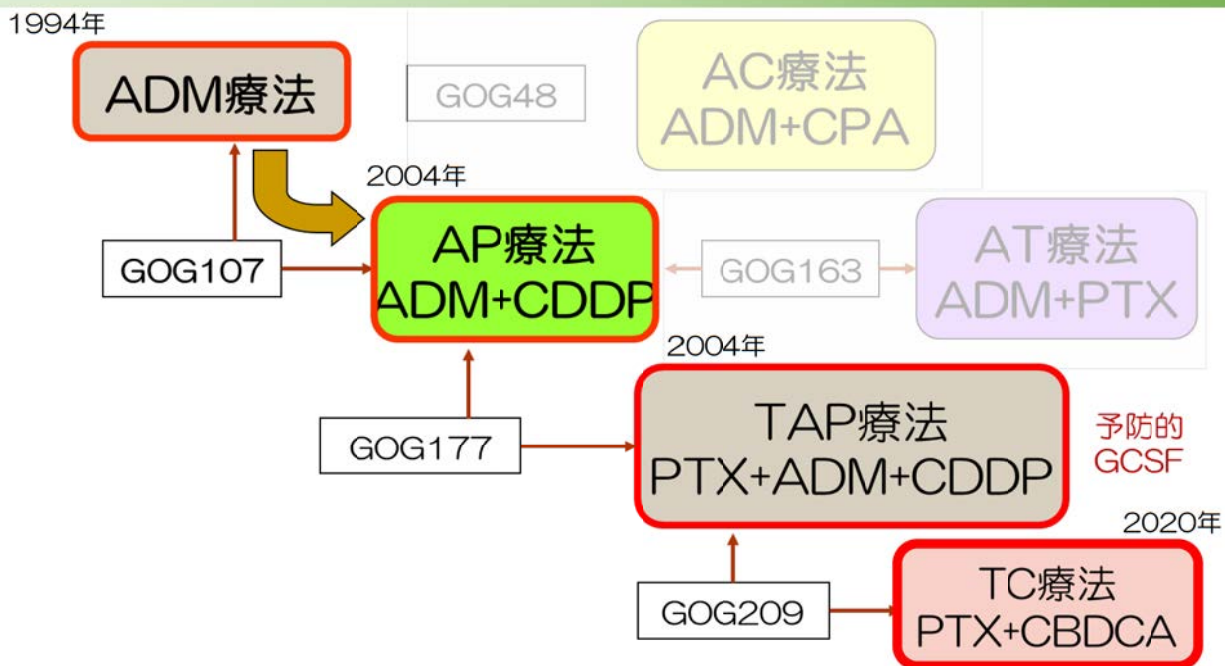 1994年
ADM療法
GOG48
AC療法
ADM+CPA
2004年
GOG107
AP療法
ADM+CDDP
GOG163
AT療法
ADM+PTX
2004年
GOG177
TAP療法
PTX+ADM+CDDP
予防的
GCSF
2020年
GOG209
TC療法
PTX+CBDCA